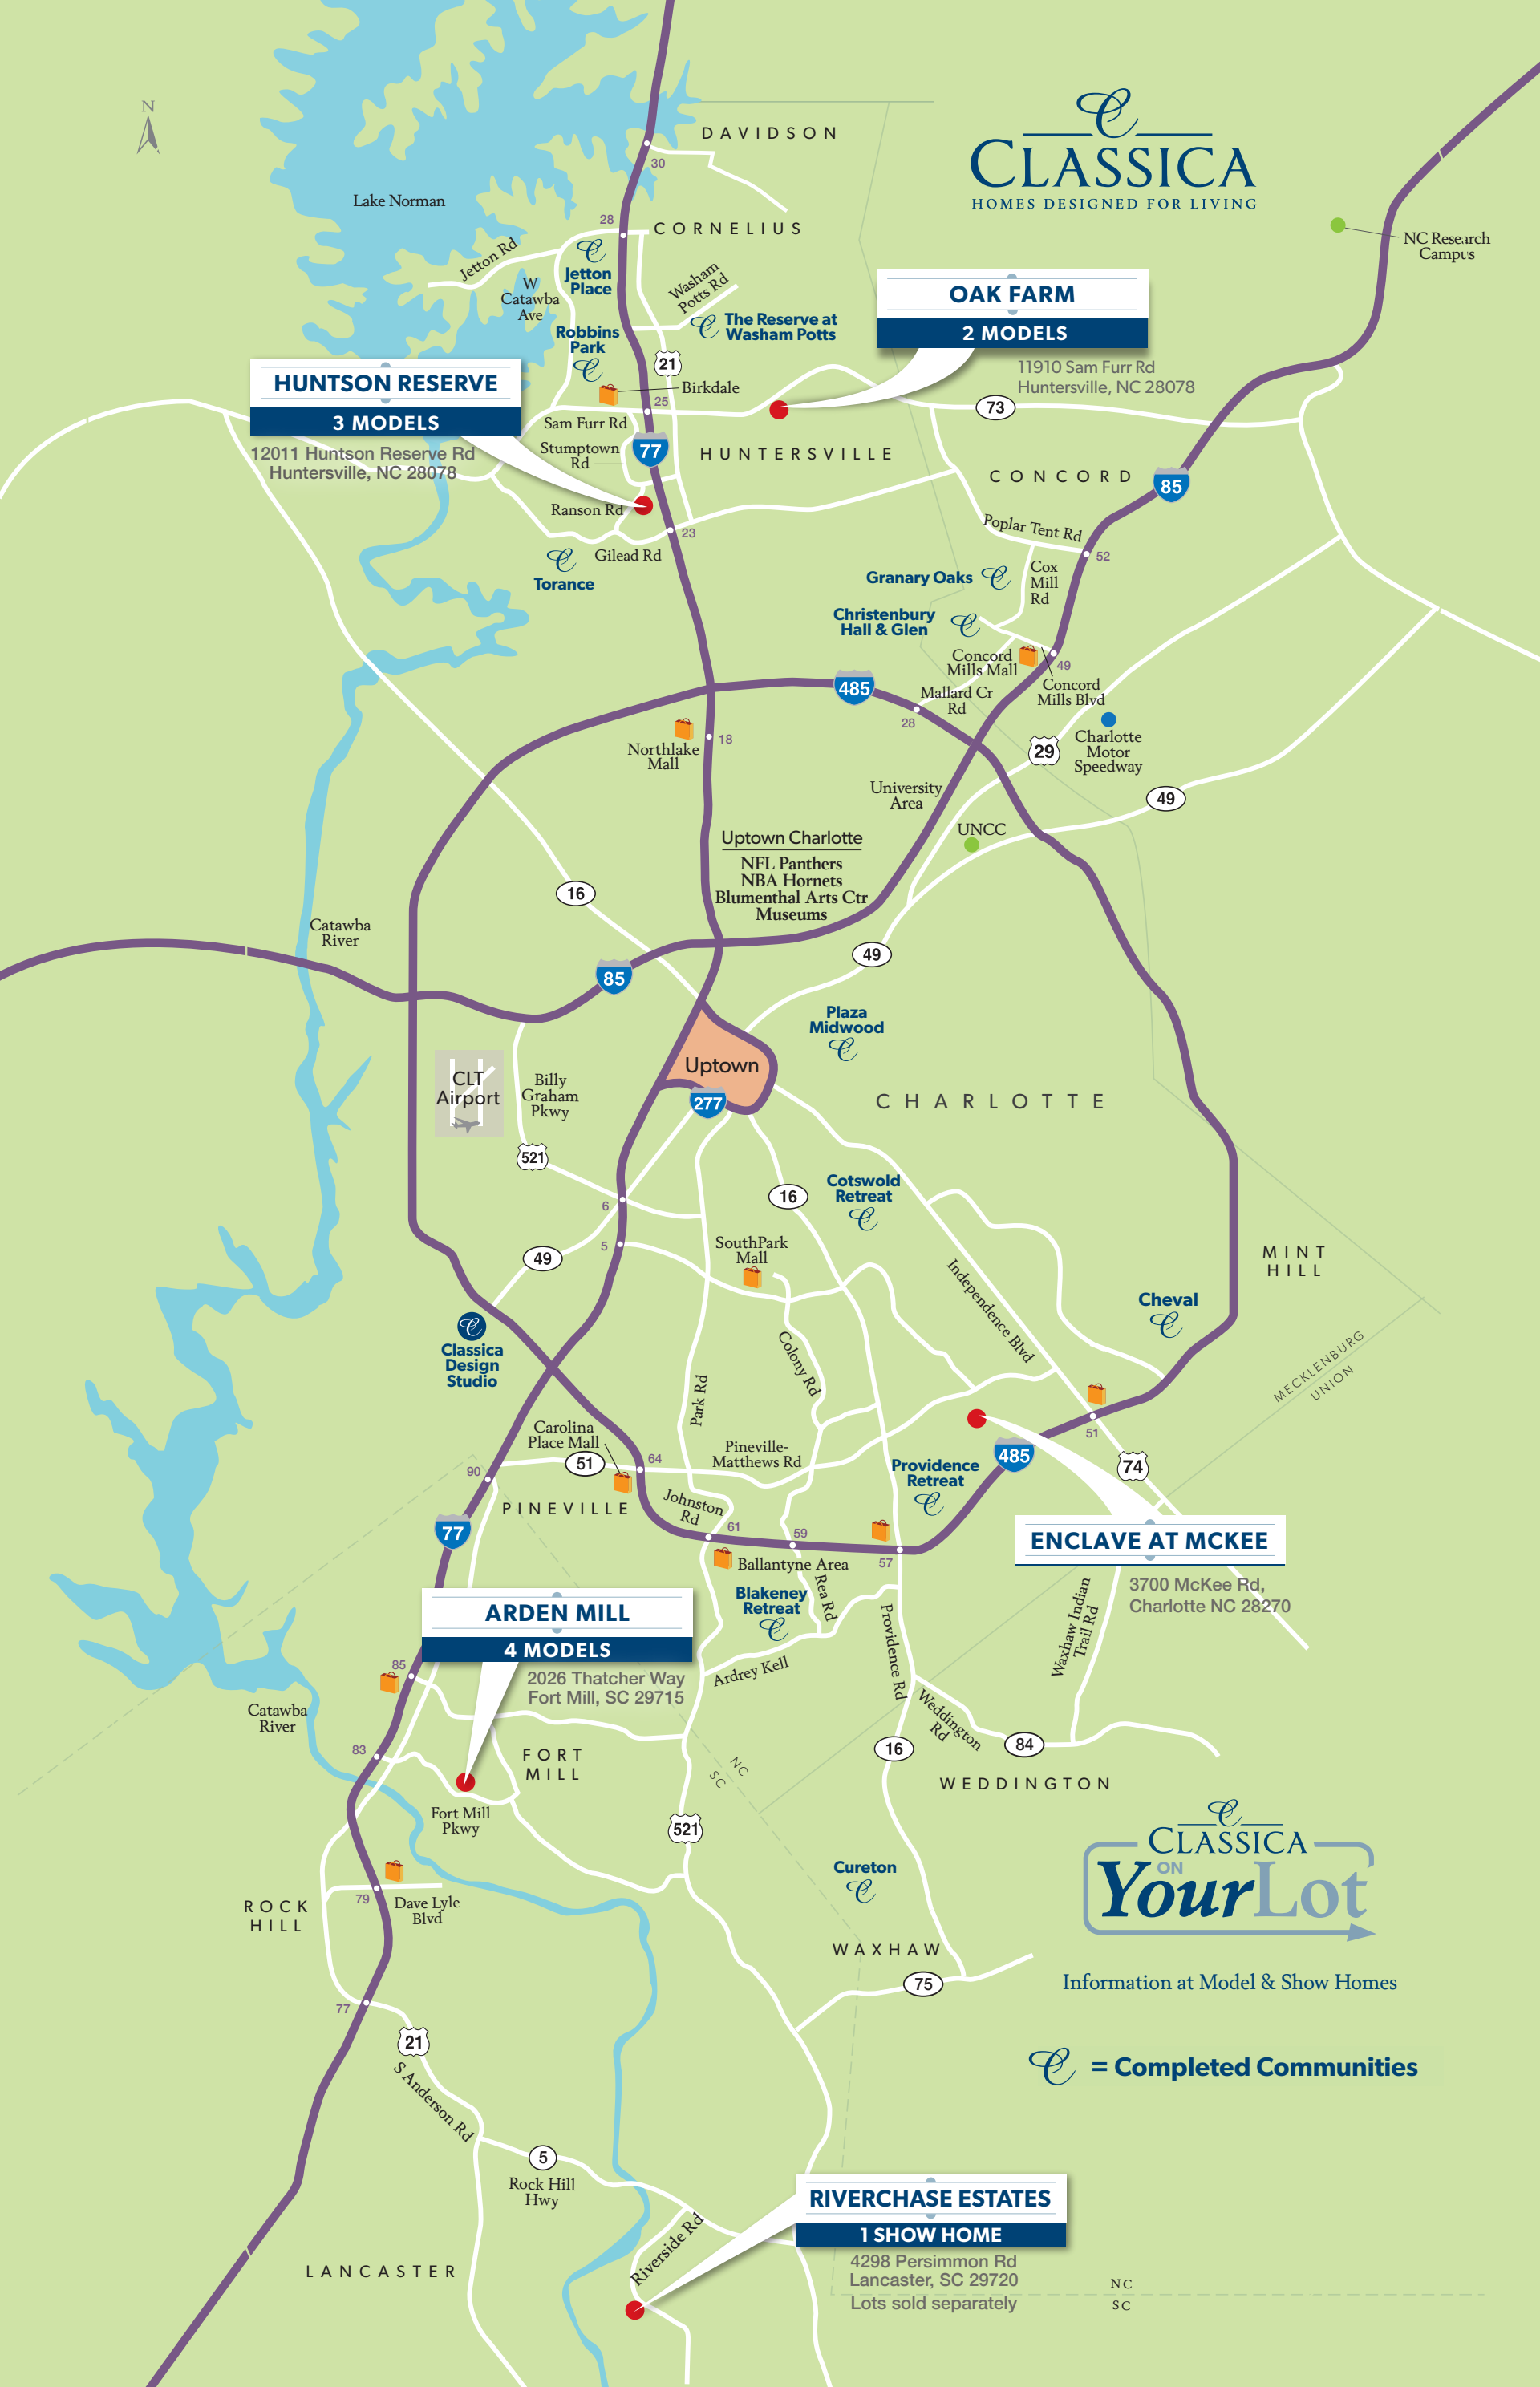 N
DAVIDSON
30
CLASSICA
HOMES DESIGNED FOR LIVING
Lake Norman
28
CORNELIUS
NC Research
Campus
Jetton Rd
Jetton
Place
W
Catawba
Ave
Washam
Potts Rd
The Reserve at
Washam Potts
OAK FARM
2 MODELS
11910 Sam Furr Rd
Huntersville, NC 28078
Robbins
Park
21
Birkdale
25
73
HUNTSON RESERVE
3 MODELS
12011 Huntson Reserve Rd
Huntersville, NC 28078
Sam Furr Rd
Stumptown
Rd
77
HUNTERSVILLE
CONCORD
85
Ranson Rd
23
Gilead Rd
Torance
Poplar Tent Rd
52
Cox
Mill
Rd
Granary Oaks
Christenbury
Hall & Glen
Concord
Mills Mall
49
Concord
Mills Blvd
485
Mallard Cr
Rd
28
Northlake
Mall
18
29
Charlotte
Motor
Speedway
University
Area
49
UNCC
Uptown Charlotte
NFL Panthers
NBA Hornets
Blumenthal Arts Ctr
Museums
16
Catawba
River
49
85
Plaza
Midwood
Uptown
CLT
Airport
Billy
Graham
Pkwy
277
CHARLOTTE
521
16
Cotswold
Retreat
6
5
49
SouthPark
Mall
MINT
HILL
Independence Blvd
Cheval
Classica
Design
Studio
Colony Rd
MECKLENBURG
UNION
Park Rd
Carolina
Place Mall
51
64
Pineville-
Matthews Rd
51
485
74
90
Providence
Retreat
PINEVILLE
Johnston
Rd
77
61
59
57
Ballantyne Area
ENCLAVE AT MCKEE
3700 McKee Rd,
Charlotte NC 28270
Blakeney
Retreat
Rea Rd
Providence Rd
Waxhaw Indian
Trail Rd
ARDEN MILL
4 MODELS
2026 Thatcher Way
Fort Mill, SC 29715
85
Ardrey Kell
Catawba
River
Weddington
Rd
83
FORT
MILL
NC
SC
16
84
WEDDINGTON
Fort Mill
Pkwy
521
CLASSICA
ON
YourLot
Information at Model & Show Homes
Cureton
79
Dave Lyle
Blvd
ROCK
HILL
WAXHAW
75
77
21
= Completed Communities
S Anderson Rd
5
Rock Hill
Hwy
RIVERCHASE ESTATES
1 SHOW HOME
4298 Persimmon Rd
Lancaster, SC 29720
Lots sold separately
Riverside Rd
LANCASTER
NC
SC